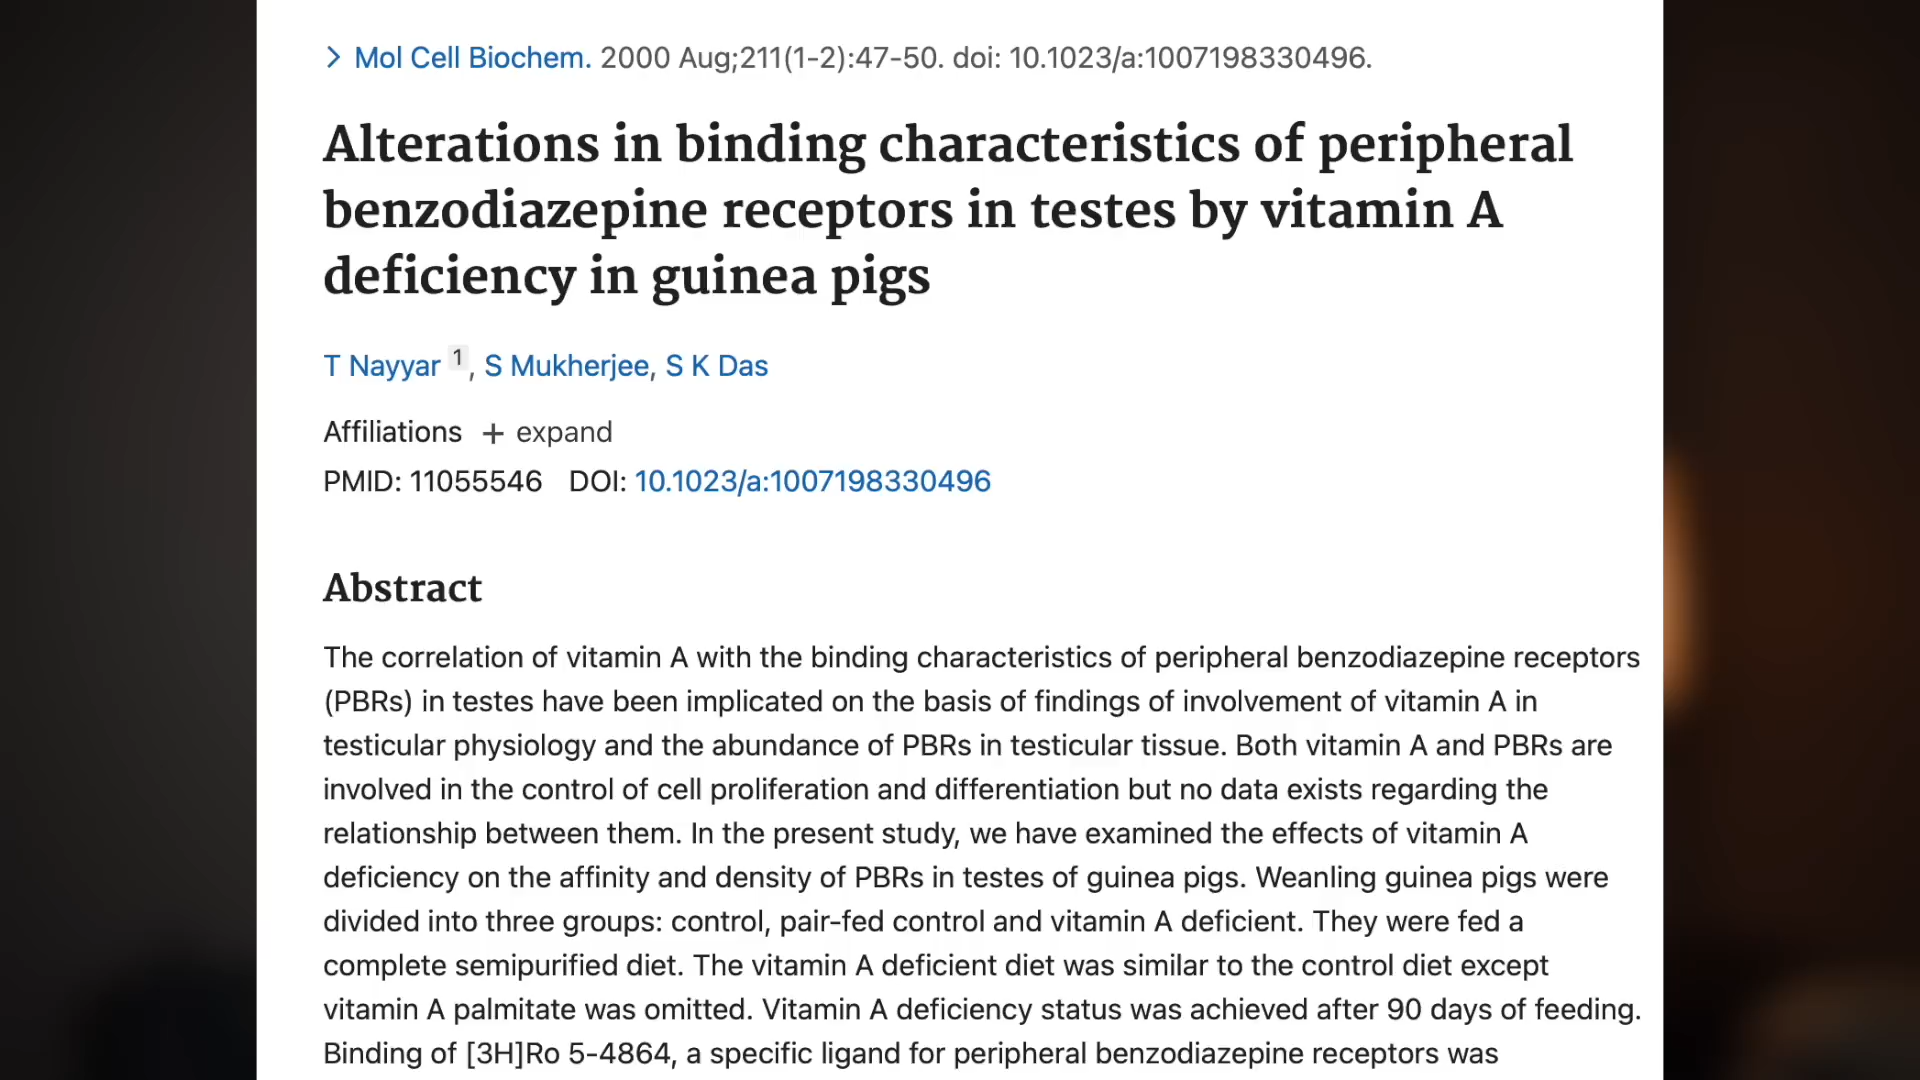 > Mol Cell Biochem. 2000 Aug;211(1-2):47-50. doi: 10.1023/a:1007198330496.
Alterations in binding characteristics of peripheral
benzodiazepine receptors in testes by vitamin A
deficiency in guinea pigs
T Nayyar 1, S Mukherjee, S K Das
Affiliations + expand
PMID: 11055546 DOI: 10.1023/a:1007198330496
Abstract
The correlation of vitamin A with the binding characteristics of peripheral benzodiazepine receptors
(PBRs) in testes have been implicated on the basis of findings of involvement of vitamin A in
testicular physiology and the abundance of PBRs in testicular tissue. Both vitamin A and PBRs are
involved in the control of cell proliferation and differentiation but no data exists regarding the
relationship between them. In the present study, we have examined the effects of vitamin A
deficiency on the affinity and density of PBRs in testes of guinea pigs. Weanling guinea pigs were
divided into three groups: control, pair-fed control and vitamin A deficient. They were fed a
complete semipurified diet. The vitamin A deficient diet was similar to the control diet except
vitamin A palmitate was omitted. Vitamin A deficiency status was achieved after 90 days of feeding.
Binding of [3H]Ro 5-4864, a specific ligand for peripheral benzodiazepine receptors was